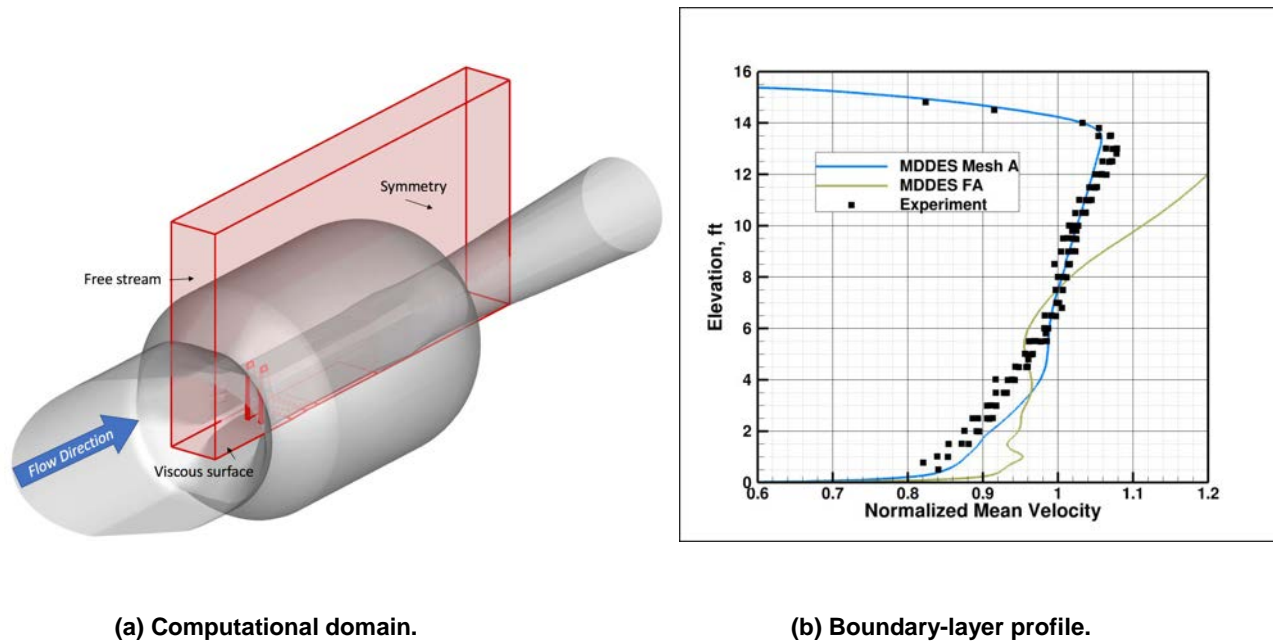 Symmetry
Free stream
Flow Direction
Viscous surface
16
14
12
10
8
6
4
2
0
Elevation, ft
MDDES Mesh A
MDDES FA
Experiment
0.6 0.7 0.8 0.9 1 1.1 1.2
Normalized Mean Velocity
(a) Computational domain.
(b) Boundary-layer profile.